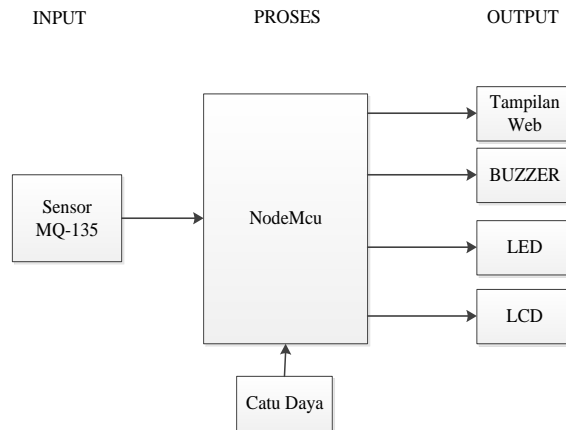 INPUT
PROSES
OUTPUT
Sensor
MQ-135
NodeMcu
Tampilan
Web
BUZZER
LED
LCD
Catu Daya